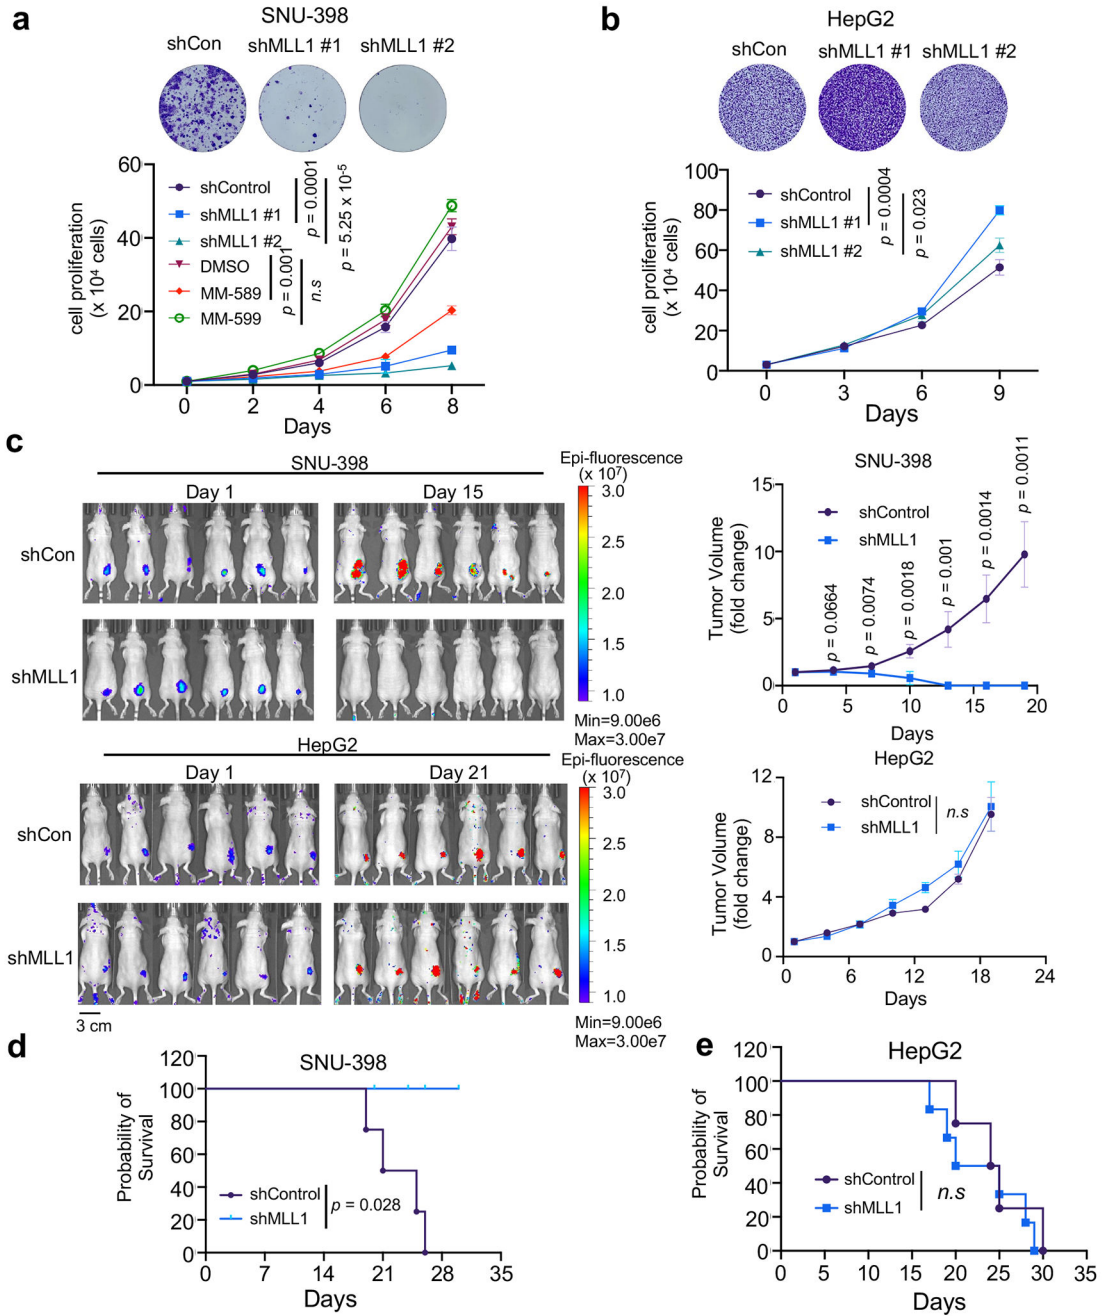 a
SNU-398
shCon
shMLL1 #1
shMLL1 #2
60
40
20
0
cell proliferation
(x 10⁴ cells)
shControl
shMLL1 #1
shMLL1 #2
DMSO
MM-589
MM-599
p = 0.0001
p = 5.25 x 10⁻⁵
p = 0.001
n.s
0 2 4 6 8
Days
b
HepG2
shCon
shMLL1 #1
shMLL1 #2
100
80
60
40
20
0
cell proliferation
(x 10⁴ cells)
shControl
shMLL1 #1
shMLL1 #2
p = 0.0004
p = 0.023
0 3 6 9
Days
c
SNU-398
Day 1
Day 15
shCon
shMLL1
Epi-fluorescence
(x 10⁷)
3.0
2.5
2.0
1.5
1.0
Min=9.00e6
Max=3.00e7
HepG2
Day 1
Day 21
shCon
shMLL1
3 cm
Epi-fluorescence
(x 10⁷)
3.0
2.5
2.0
1.5
1.0
Min=9.00e6
Max=3.00e7
SNU-398
15
10
5
0
Tumor Volume
(fold change)
shControl
shMLL1
p = 0.0664
p = 0.0074
p = 0.0018
p = 0.001
p = 0.0014
p = 0.0011
0 5 10 15 20
Days
HepG2
12
8
4
0
Tumor Volume
(fold change)
shControl
shMLL1
n.s
0 6 12 18 24
Days
d
SNU-398
120
100
80
60
40
20
0
Probability of
Survival
shControl
shMLL1
p = 0.028
0 7 14 21 28 35
Days
e
HepG2
120
100
80
60
40
20
0
Probability of
Survival
shControl
shMLL1
n.s
0 5 10 15 20 25 30 35
Days